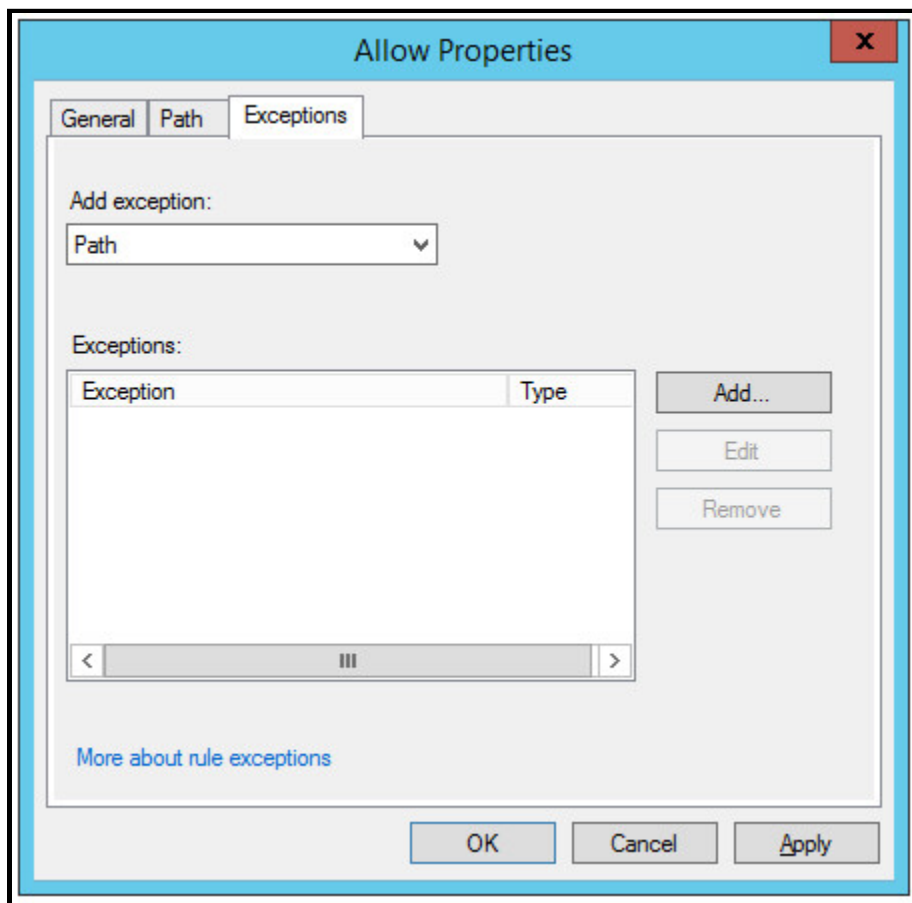 Allow Properties
x
General Path Exceptions
Add exception:
Path
Exceptions:
Exception Type
Add...
Edit
Remove
More about rule exceptions
OK Cancel Apply